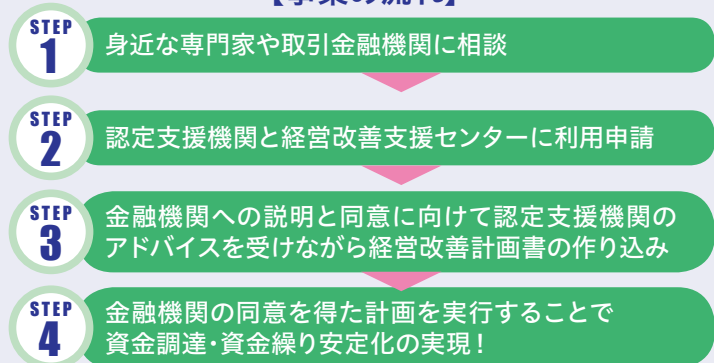 【事業の流れ】
STEP
1
身近な専門家や取引金融機関に相談
STEP
2
認定支援機関と経営改善支援センターに利用申請
STEP
3
金融機関への説明と同意に向けて認定支援機関の
アドバイスを受けながら経営改善計画書の作り込み
STEP
4
金融機関の同意を得た計画を実行することで
資金調達・資金繰り安定化の実現！